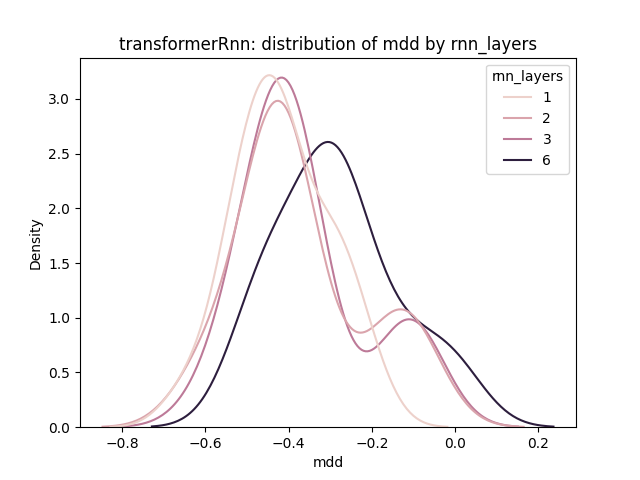 transformerRnn: distribution of mdd by rnn_layers
rnn_layers
1
2
3
6
Density
3.0
2.5
2.0
1.5
1.0
0.5
0.0
−0.8 −0.6 −0.4 −0.2 0.0 0.2
mdd